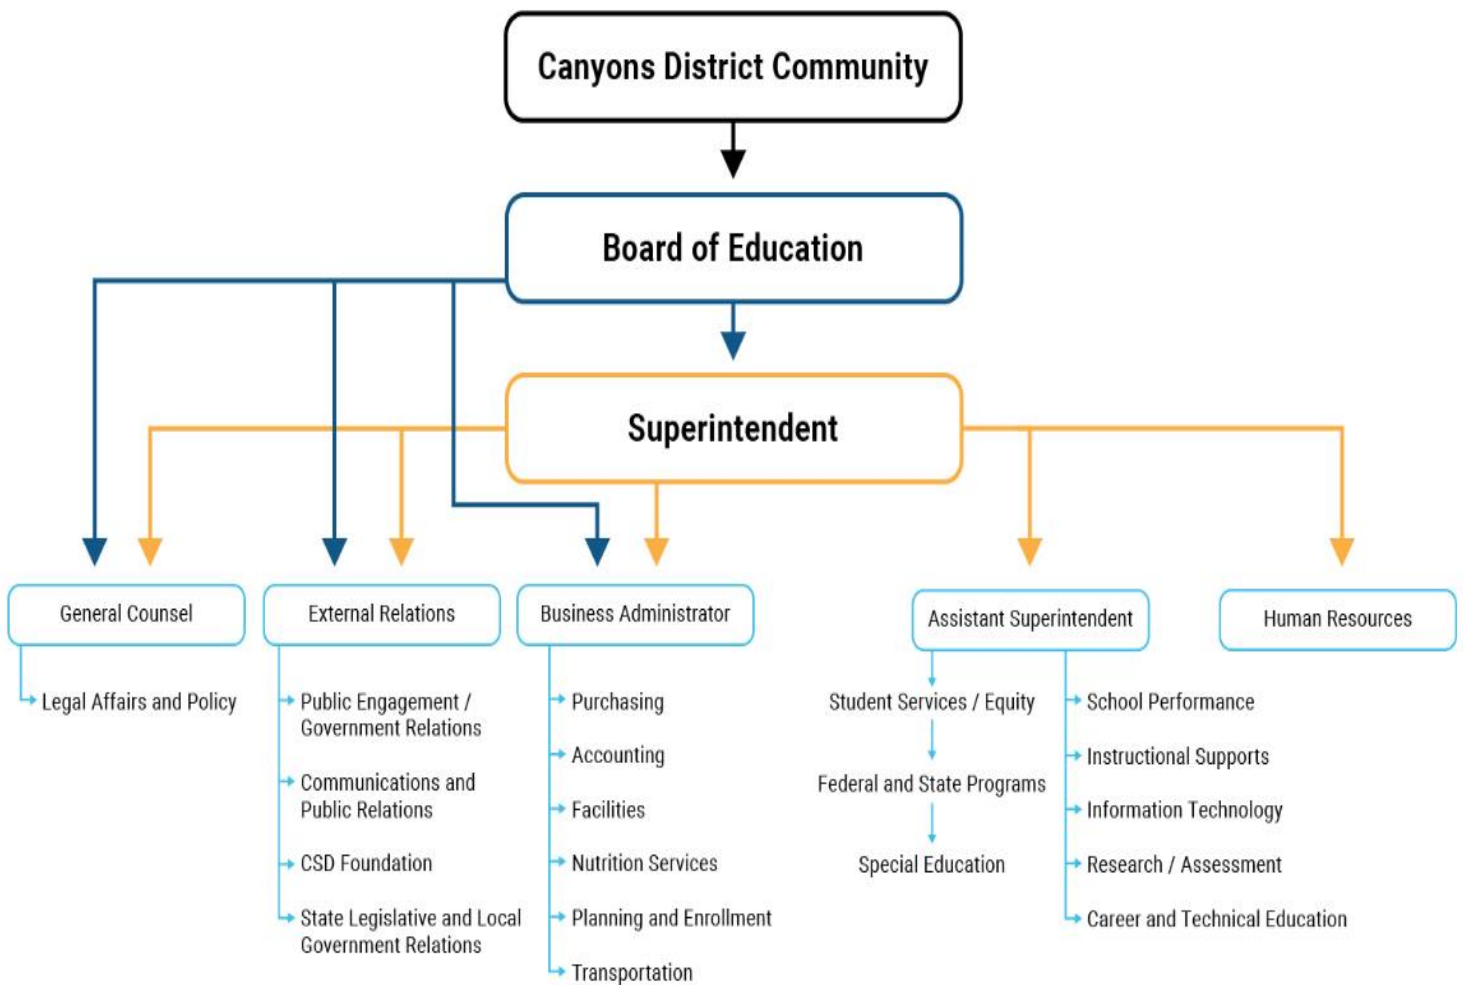 Canyons District Community
Board of Education
Superintendent
General Counsel
External Relations
Business Administrator
Assistant Superintendent
Human Resources
Legal Affairs and Policy
Public Engagement /
Government Relations
Communications and
Public Relations
CSD Foundation
State Legislative and Local
Government Relations
Purchasing
Accounting
Facilities
Nutrition Services
Planning and Enrollment
Transportation
Student Services / Equity
Federal and State Programs
Special Education
School Performance
Instructional Supports
Information Technology
Research / Assessment
Career and Technical Education